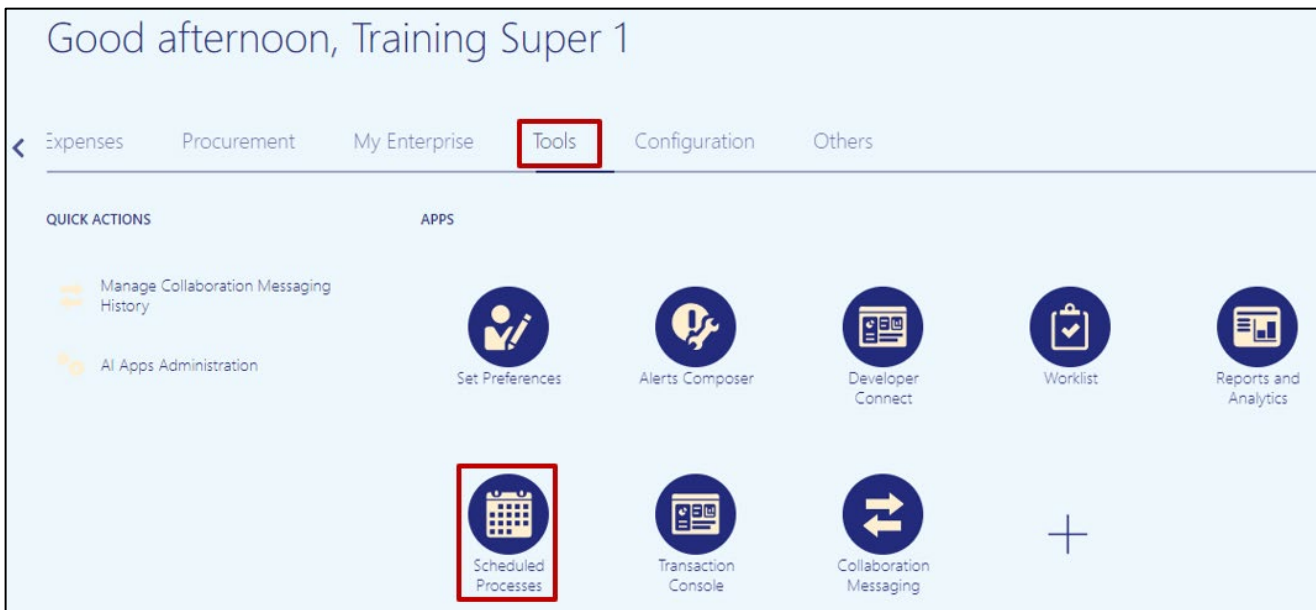 Good afternoon, Training Super 1
Expenses Procurement My Enterprise Tools Configuration Others
QUICK ACTIONS
APPS
Manage Collaboration Messaging
History
AI Apps Administration
Set Preferences
Alerts Composer
Developer
Connect
Worklist
Reports and
Analytics
Scheduled
Processes
Transaction
Console
Collaboration
Messaging